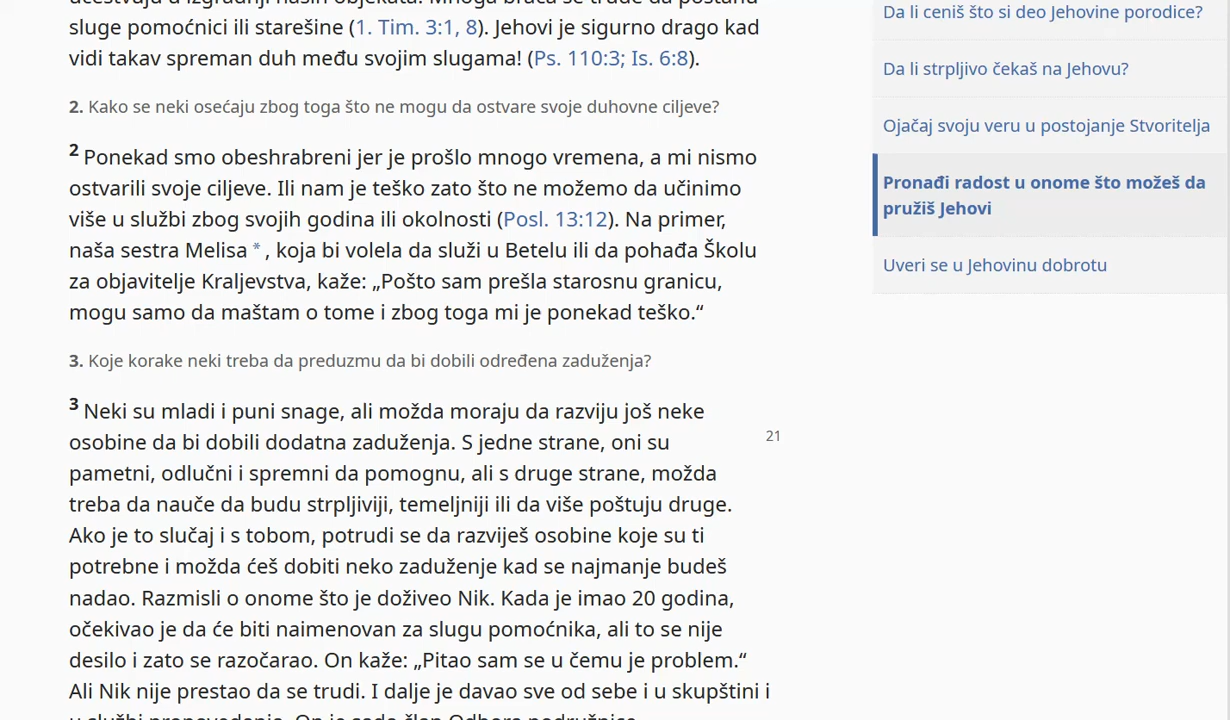 sluge pomoćnici ili starešine (1. Tim. 3:1, 8). Jehovi je sigurno drago kad
vidi takav spreman duh među svojim slugama! (Ps. 110:3; Is. 6:8).
2. Kako se neki osećaju zbog toga što ne mogu da ostvare svoje duhovne ciljeve?
2 Ponekad smo obeshrabreni jer je prošlo mnogo vremena, a mi nismo
ostvarili svoje ciljeve. Ili nam je teško zato što ne možemo da učinimo
više u službi zbog svojih godina ili okolnosti (Posl. 13:12). Na primer,
naša sestra Melisa * , koja bi volela da služi u Betelu ili da pohađa Školu
za objavitelje Kraljevstva, kaže: „Pošto sam prešla starosnu granicu,
mogu samo da maštam o tome i zbog toga mi je ponekad teško.“
3. Koje korake neki treba da preduzmu da bi dobili određena zaduženja?
3 Neki su mladi i puni snage, ali možda moraju da razviju još neke
osobine da bi dobili dodatna zaduženja. S jedne strane, oni su
21
pametni, odlučni i spremni da pomognu, ali s druge strane, možda
treba da nauče da budu strpljiviji, temeljniji ili da više poštuju druge.
Ako je to slučaj i s tobom, potrudi se da razviješ osobine koje su ti
potrebne i možda ćeš dobiti neko zaduženje kad se najmanje budeš
nadao. Razmisli o onome što je doživeo Nik. Kada je imao 20 godina,
očekivao je da će biti naimenovan za slugu pomoćnika, ali to se nije
desilo i zato se razočarao. On kaže: „Pitao sam se u čemu je problem.“
Ali Nik nije prestao da se trudi. I dalje je davao sve od sebe i u skupštini i
Da li ceniš što si deo Jehovine porodice?
Da li strpljivo čekaš na Jehovu?
Ojačaj svoju veru u postojanje Stvoritelja
Pronađi radost u onome što možeš da
pružiš Jehovi
Uveri se u Jehovinu dobrotu